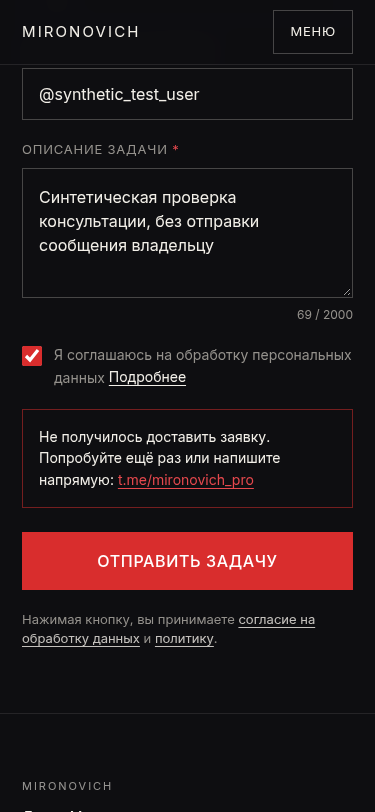 MIRONOVICH
МЕНЮ
@synthetic_test_user
ОПИСАНИЕ ЗАДАЧИ *
Синтетическая проверка
консультации, без отправки
сообщения владельцу
69 / 2000
Я соглашаюсь на обработку персональных
данных Подробнее
Не получилось доставить заявку.
Попробуйте ещё раз или напишите
напрямую: t.me/mironovich_pro
ОТПРАВИТЬ ЗАДАЧУ
Нажимая кнопку, вы принимаете согласие на
обработку данных и политику.
MIRONOVICH